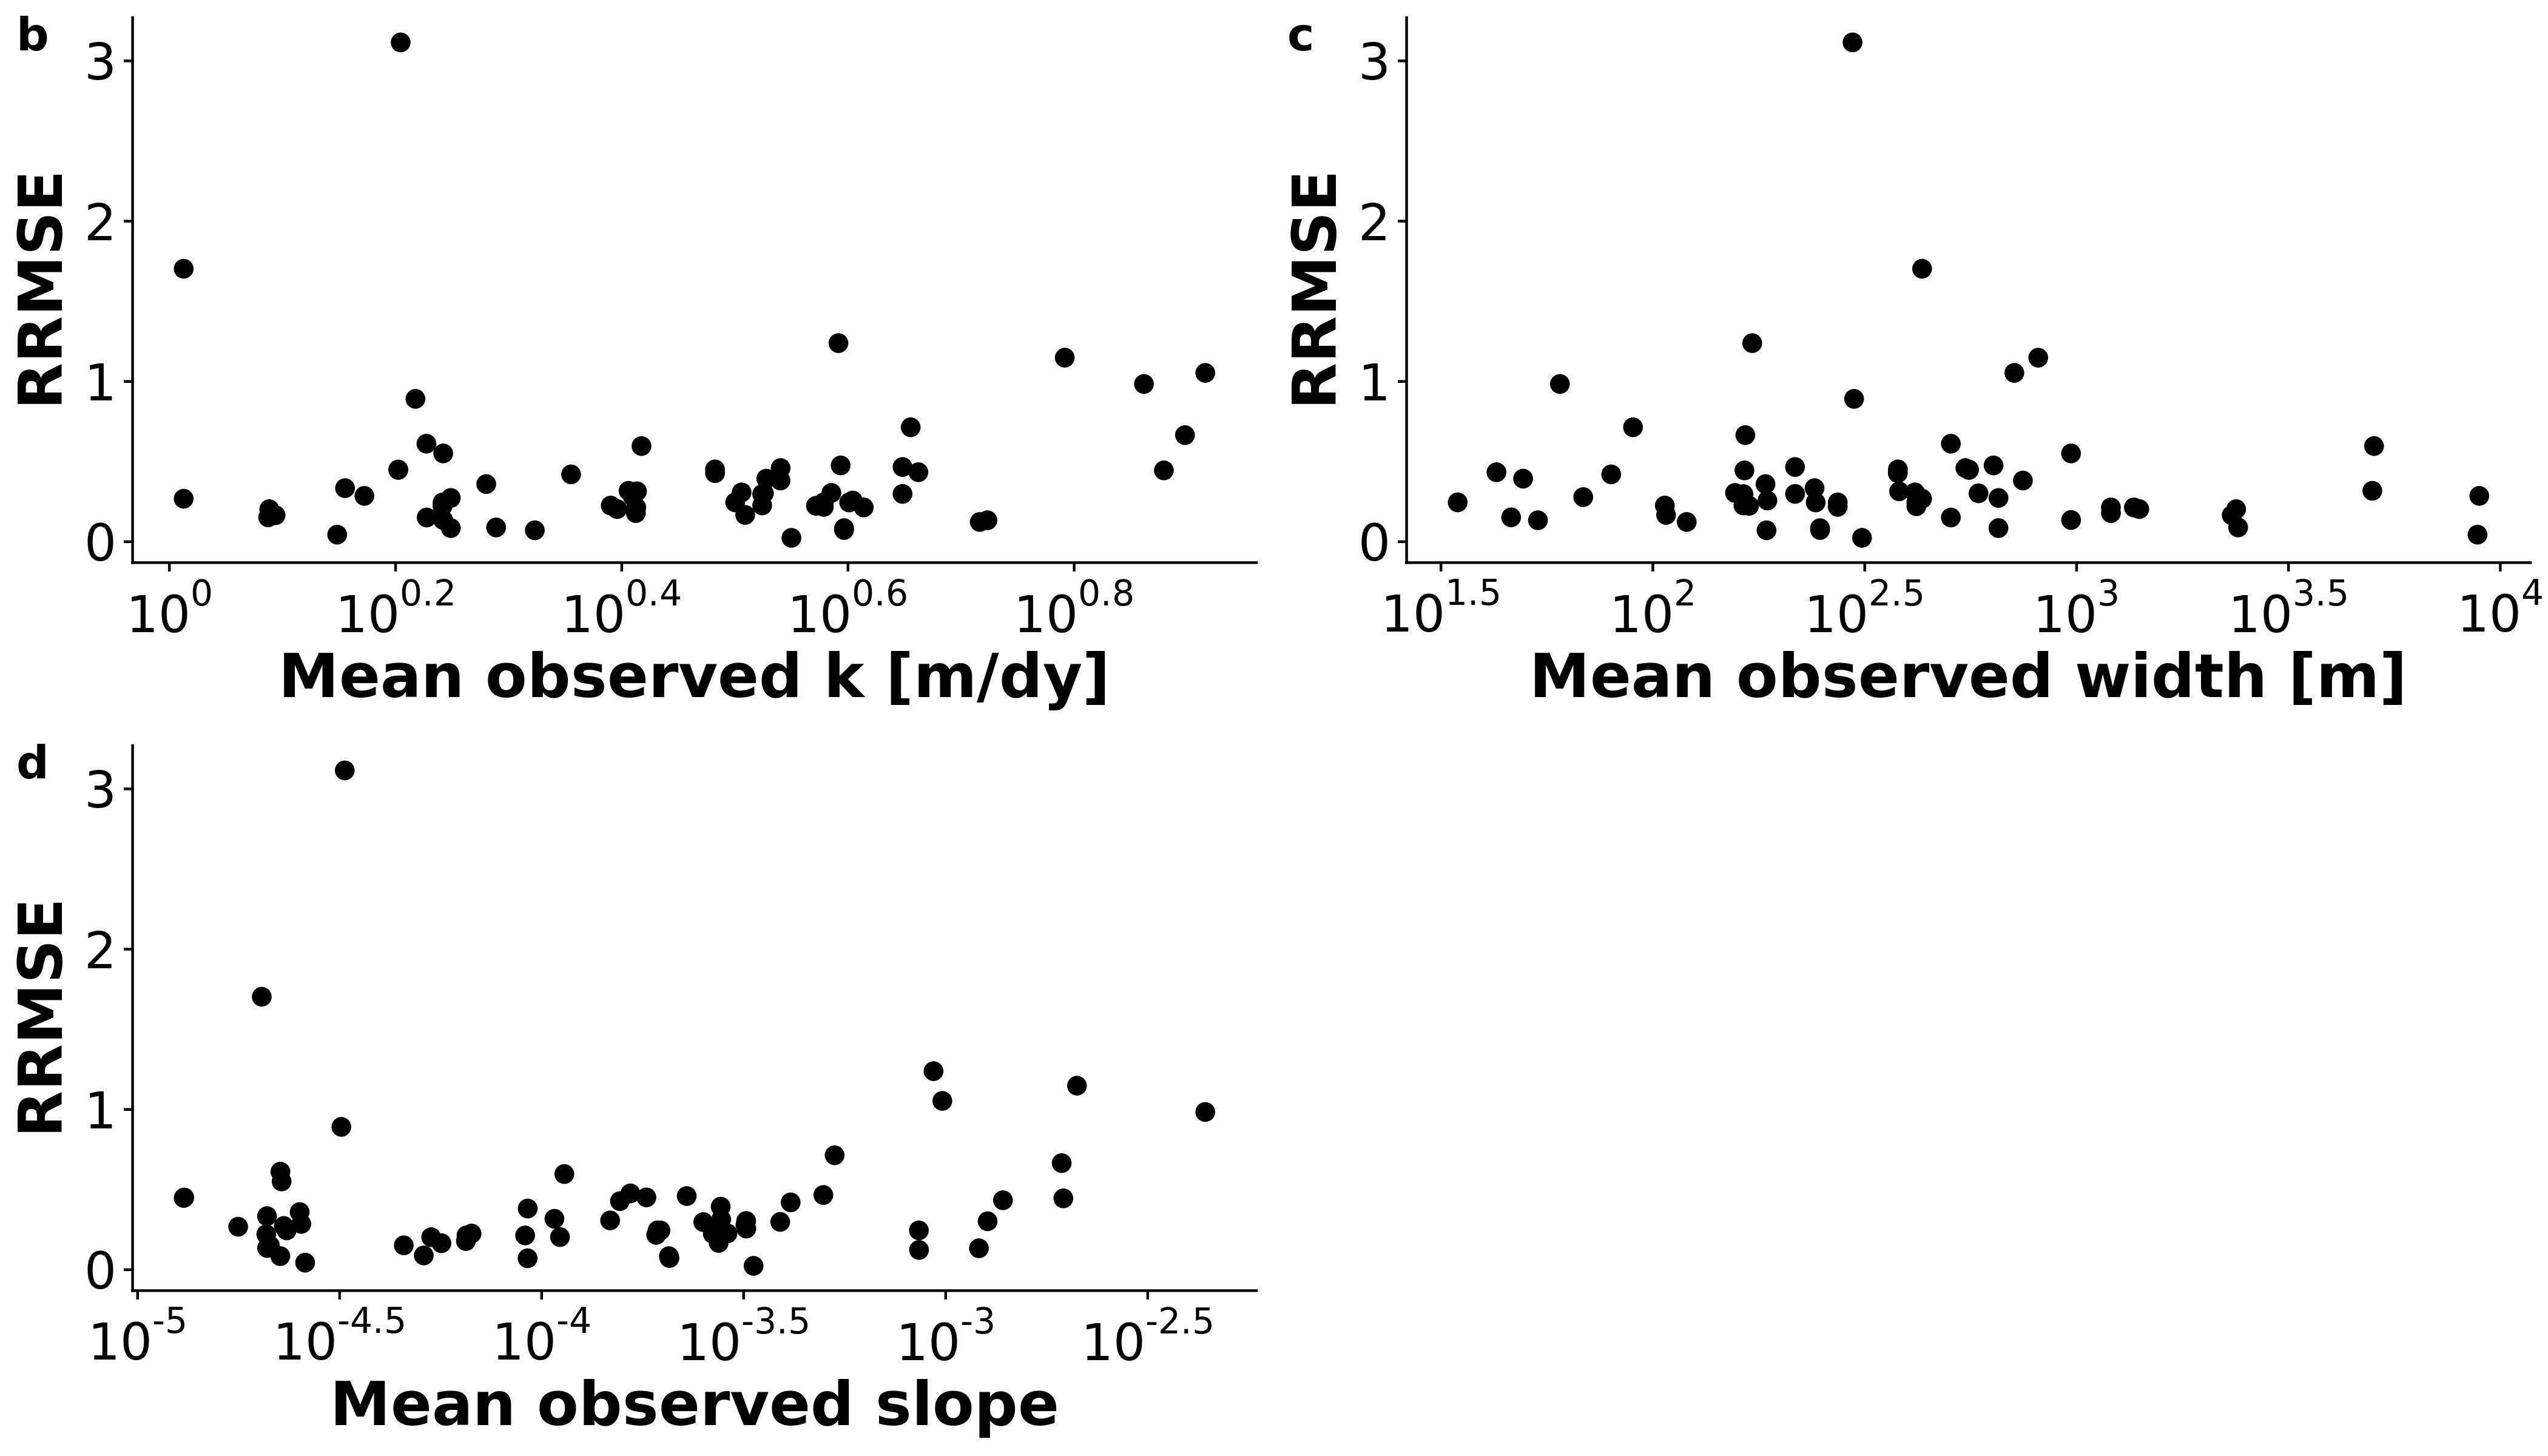 b
RRMSE
3
2
1
0
10^0 10^0.2 10^0.4 10^0.6 10^0.8
Mean observed k [m/dy]
c
RRMSE
3
2
1
0
10^1.5 10^2 10^2.5 10^3 10^3.5 10^4
Mean observed width [m]
d
RRMSE
3
2
1
0
10^-5 10^-4.5 10^-4 10^-3.5 10^-3 10^-2.5
Mean observed slope